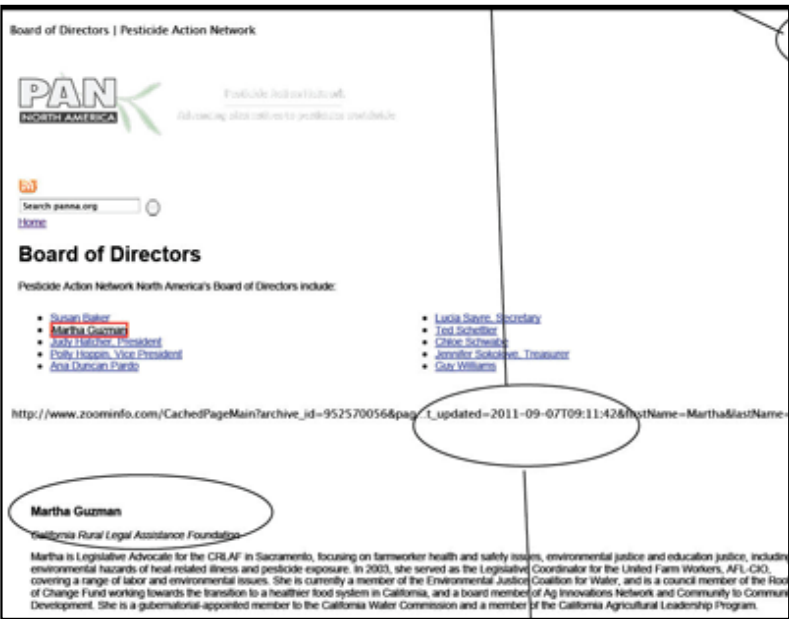 Board of Directors | Pesticide Action Network
PAN
NORTH AMERICA
Pesticide Action Network
Advancing alternatives to pesticides worldwide
Search panna.org
Home
Board of Directors
Pesticide Action Network North America's Board of Directors include:
Susan Baker
Martha Guzman
Judy Hatcher, President
Polly Hoppin, Vice President
Ana Duncan Pardo
Lucia Sayre, Secretary
Ted Schettler
Chloe Schwabe
Jennifer Sokolove, Treasurer
Guy Williams
http://www.zoominfo.com/CachedPageMain?archive_id=952570056&pag...t_updated=2011-09-07T09:11:42&firstName=Martha&lastName=
Martha Guzman
California Rural Legal Assistance Foundation
Martha is Legislative Advocate for the CRLAF in Sacramento, focusing on farmworker health and safety issues, environmental justice and education justice, including
environmental hazards of heat-related illness and pesticide exposure. In 2003, she served as the Legislative Coordinator for the United Farm Workers, AFL-CIO,
covering a range of labor and environmental issues. She is currently a member of the Environmental Justice Coalition for Water, and is a council member of the
of Change Fund working towards the transition to a healthier food system in California, and a board member of Ag Innovations Network and Community to
Development. She is a gubernatorial-appointed member to the California Water Commission and a member of the California Agricultural Leadership Program.